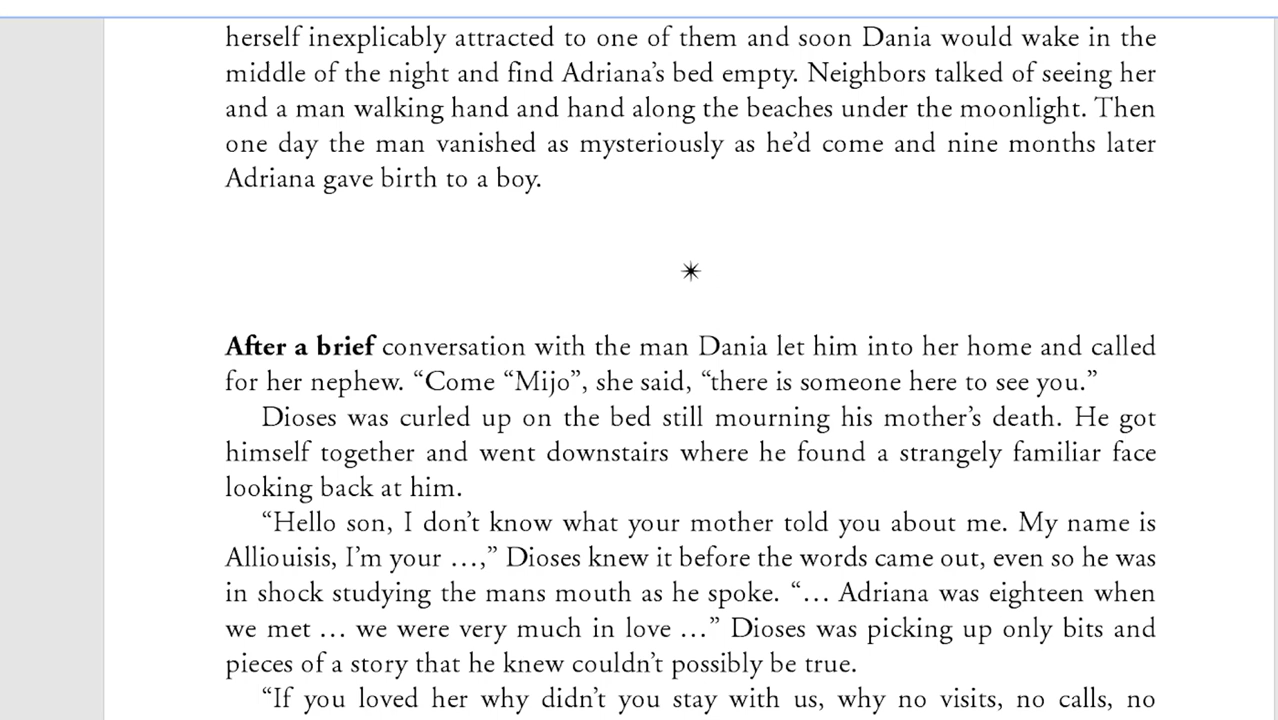 herself inexplicably attracted to one of them and soon Dania would wake in the
middle of the night and find Adriana’s bed empty. Neighbors talked of seeing her
and a man walking hand and hand along the beaches under the moonlight. Then
one day the man vanished as mysteriously as he’d come and nine months later
Adriana gave birth to a boy.
✴
After a brief conversation with the man Dania let him into her home and called
for her nephew. “Come “Mijo”, she said, “there is someone here to see you.”
Dioses was curled up on the bed still mourning his mother’s death. He got
himself together and went downstairs where he found a strangely familiar face
looking back at him.
“Hello son, I don’t know what your mother told you about me. My name is
Alliouisis, I’m your …,” Dioses knew it before the words came out, even so he was
in shock studying the mans mouth as he spoke. “… Adriana was eighteen when
we met … we were very much in love …” Dioses was picking up only bits and
pieces of a story that he knew couldn’t possibly be true.
“If you loved her why didn’t you stay with us, why no visits, no calls, no